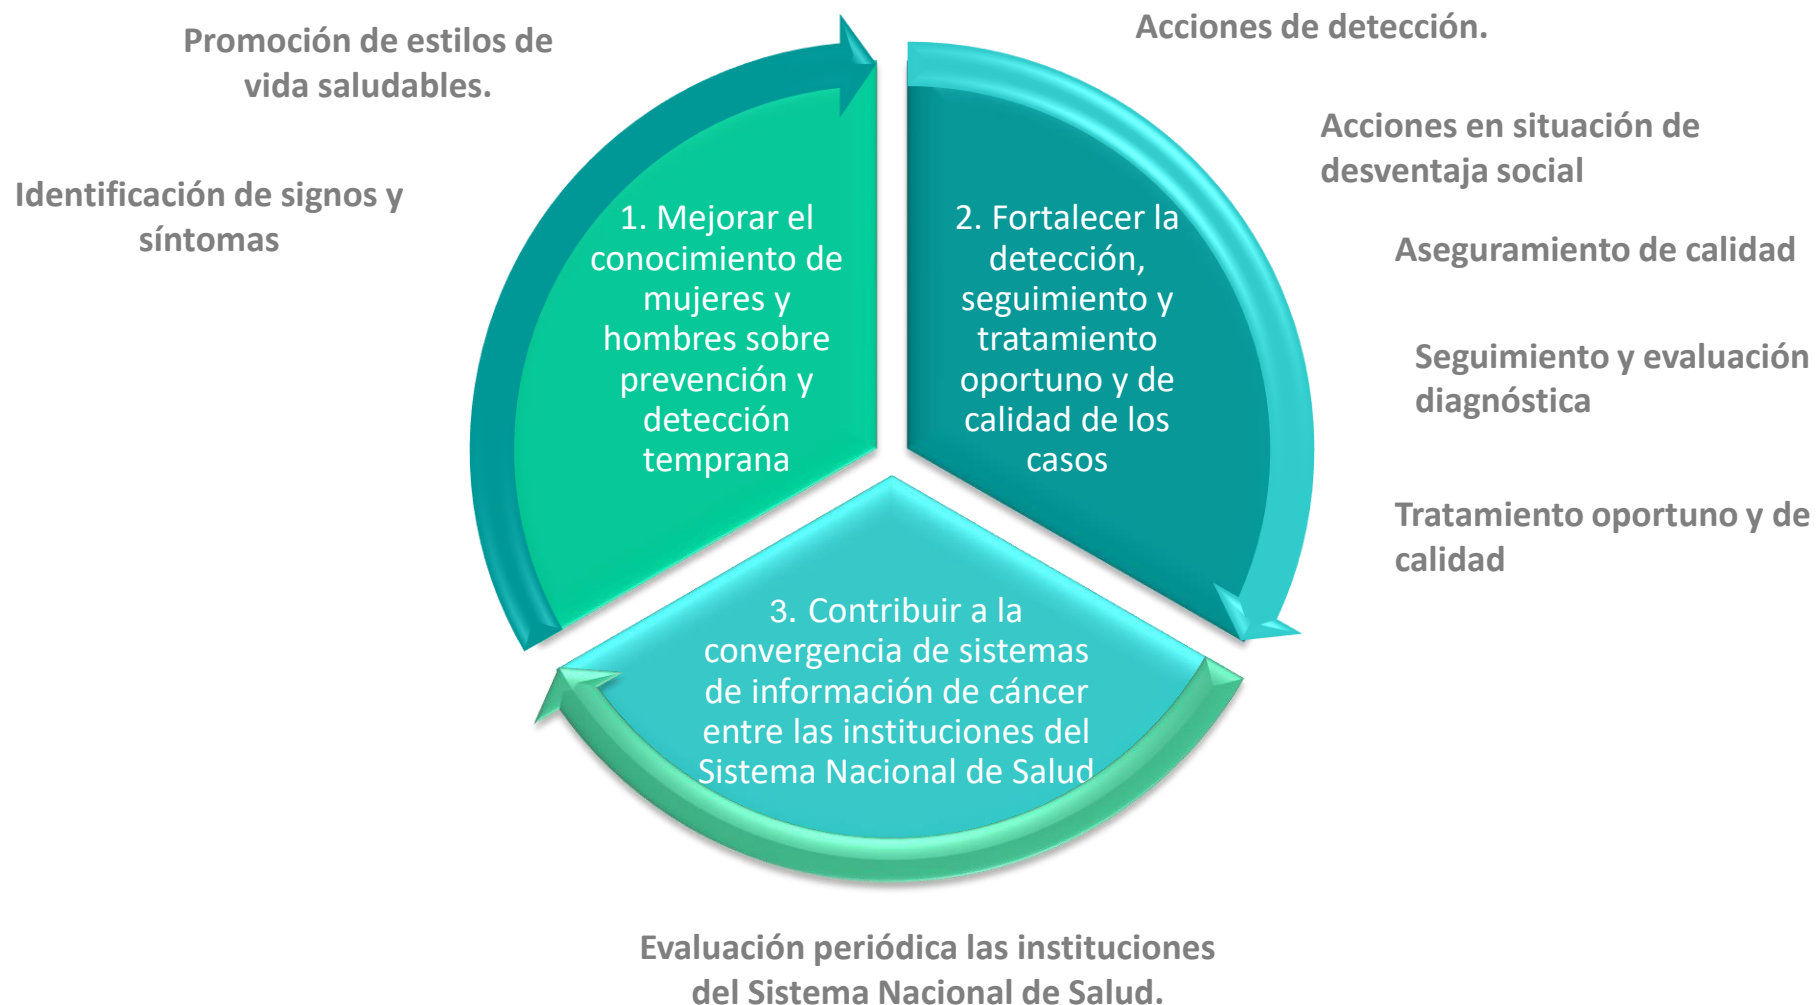 Promoción de estilos de
vida saludables.
Identificación de signos y
síntomas
1. Mejorar el
conocimiento de
mujeres y
hombres sobre
prevención y
detección
temprana
Acciones de detección.
Acciones en situación de
desventaja social
Aseguramiento de calidad
Seguimiento y evaluación
diagnóstica
Tratamiento oportuno y de
calidad
2. Fortalecer la
detección,
seguimiento y
tratamiento
oportuno y de
calidad de los
casos
3. Contribuir a la
convergencia de sistemas
de información de cáncer
entre las instituciones del
Sistema Nacional de Salud
Evaluación periódica las instituciones
del Sistema Nacional de Salud.